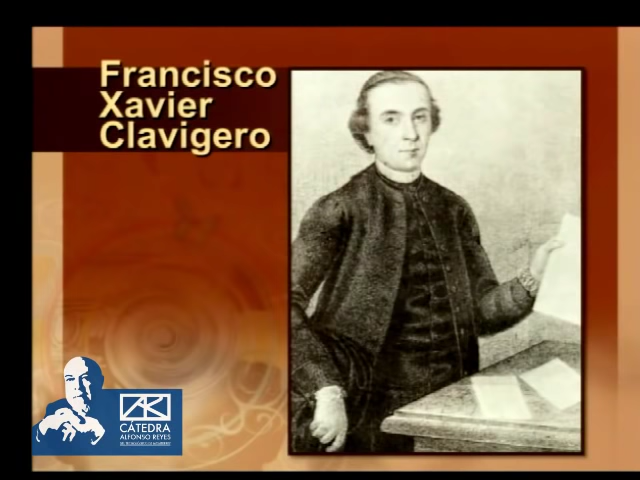 Francisco
Xavier
Clavigero
CÁTEDRA
ALFONSO REYES